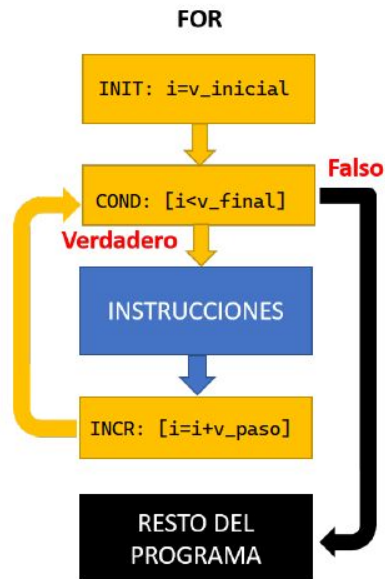 FOR
INIT: i=v_inicial
COND: [i<v_final]
Falso
Verdadero
INSTRUCCIONES
INCR: [i=i+v_paso]
RESTO DEL
PROGRAMA